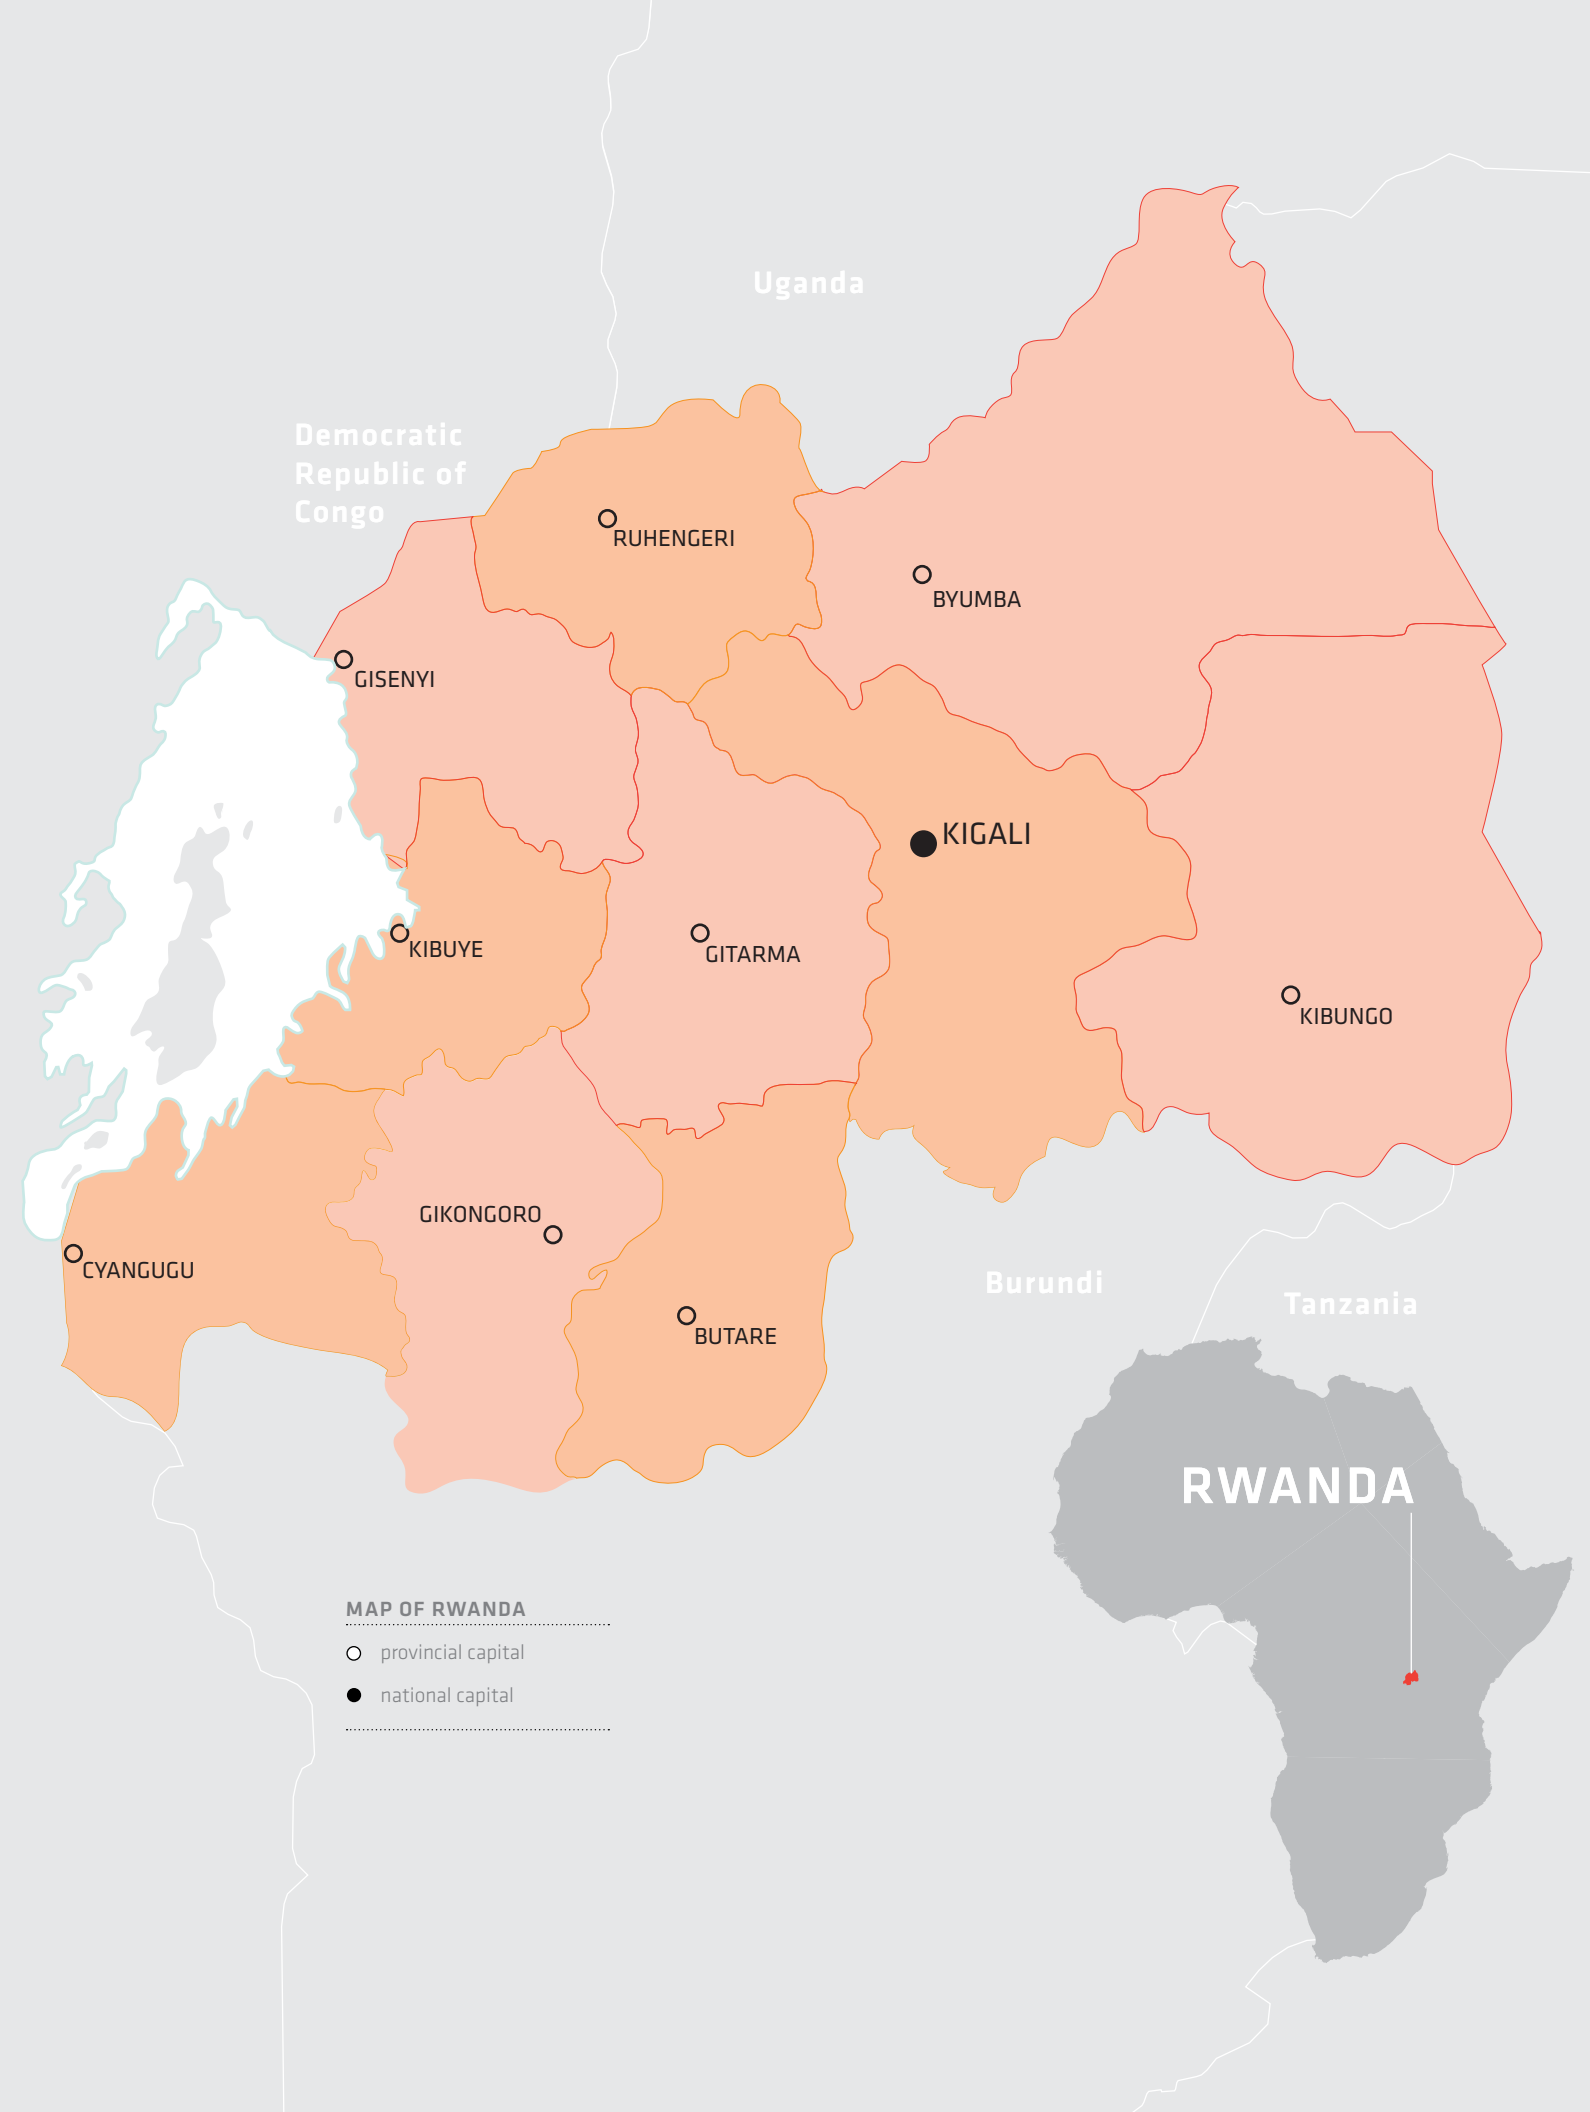 Uganda
Democratic
Republic of
Congo
RUHENGERI
BYUMBA
GISENYI
KIGALI
KIBUYE
GITARMA
KIBUNGO
GIKONGORO
CYANGUGU
BUTARE
Burundi
Tanzania
RWANDA
MAP OF RWANDA
provincial capital
national capital